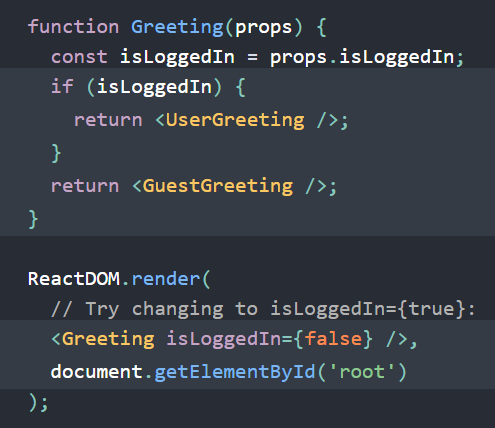 function Greeting(props) {
  const isLoggedIn = props.isLoggedIn;
  if (isLoggedIn) {
    return <UserGreeting />;
  }
  return <GuestGreeting />;
}

ReactDOM.render(
  // Try changing to isLoggedIn={true}:
  <Greeting isLoggedIn={false} />,
  document.getElementById('root')
);